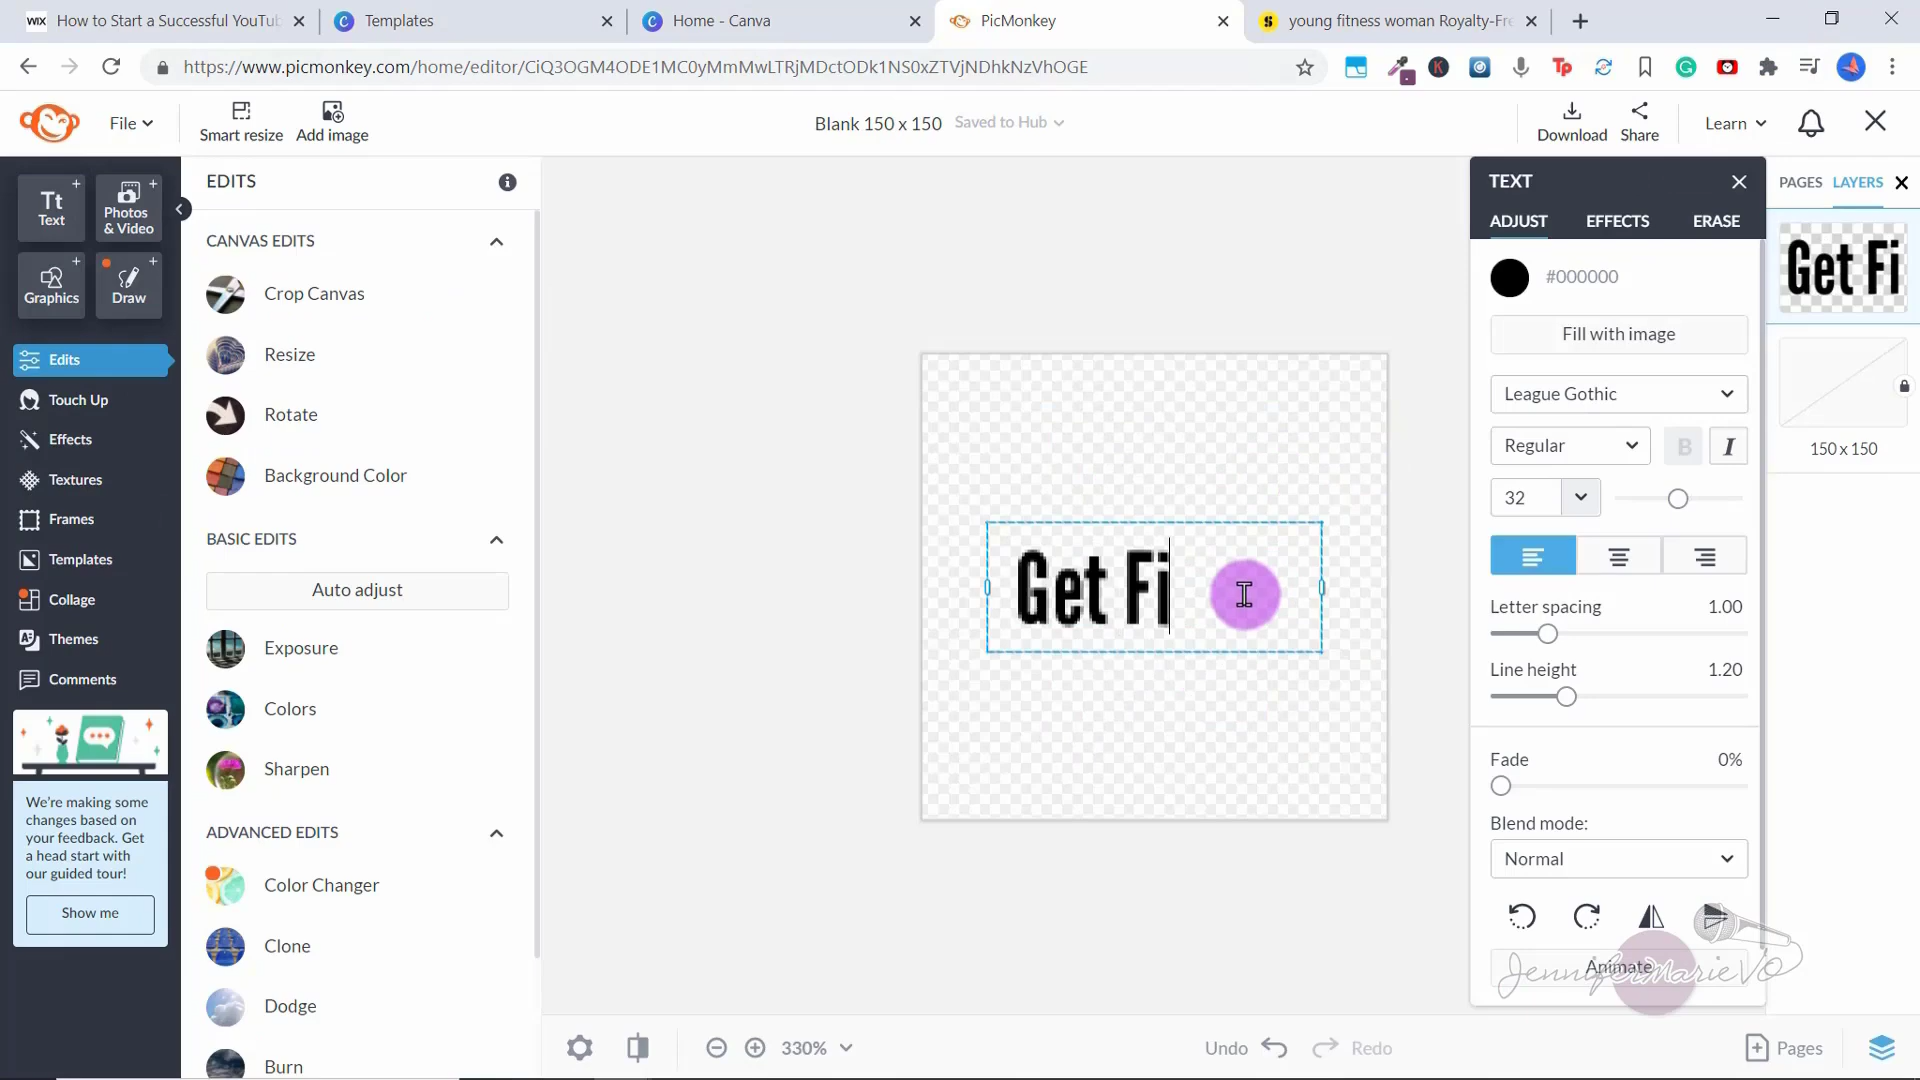 WIX How to Start a Successful YouTub
Templates
Home - Canva
PicMonkey
young fitness woman Royalty-Fre
https://www.picmonkey.com/home/editor/CiQ3OGM4ODE1MC0yMmMwLTRjMDctODk1NS0xZTVjNDhkNzVhOGE
File
Smart resize
Add image
Blank 150 x 150
Saved to Hub
Download
Share
Learn
Tt
Text
Photos
& Video
Graphics
Draw
Edits
Touch Up
Effects
Textures
Frames
Templates
Collage
Themes
Comments
We're making some
changes based on
your feedback. Get
a head start with
our guided tour!
Show me
EDITS
CANVAS EDITS
Crop Canvas
Resize
Rotate
Background Color
BASIC EDITS
Auto adjust
Exposure
Colors
Sharpen
ADVANCED EDITS
Color Changer
Clone
Dodge
Burn
Get Fi
330%
Undo
Redo
TEXT
ADJUST EFFECTS ERASE
#000000
Fill with image
League Gothic
Regular
B I
32
Letter spacing 1.00
Line height 1.20
Fade 0%
Blend mode:
Normal
Animate
JenniferMarieVO
PAGES LAYERS
Get Fi
150 x 150
Pages